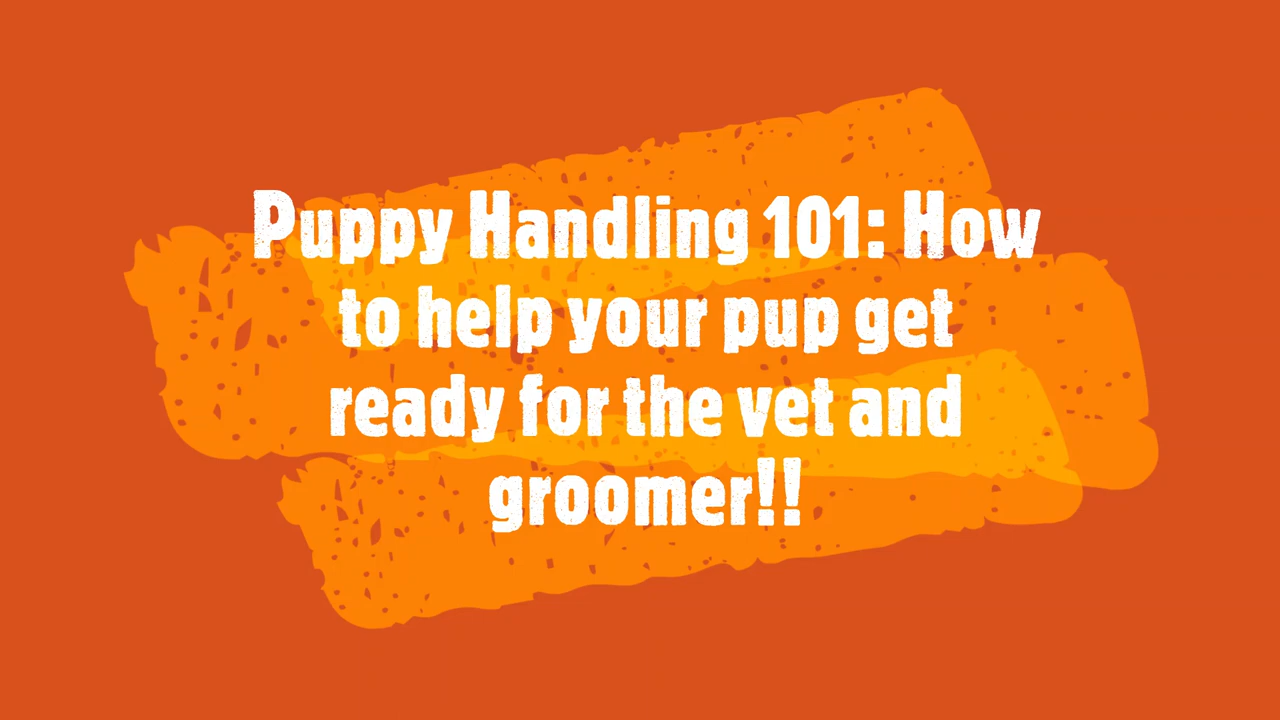 Puppy Handling 101: How
to help your pup get
ready for the vet and
groomer!!